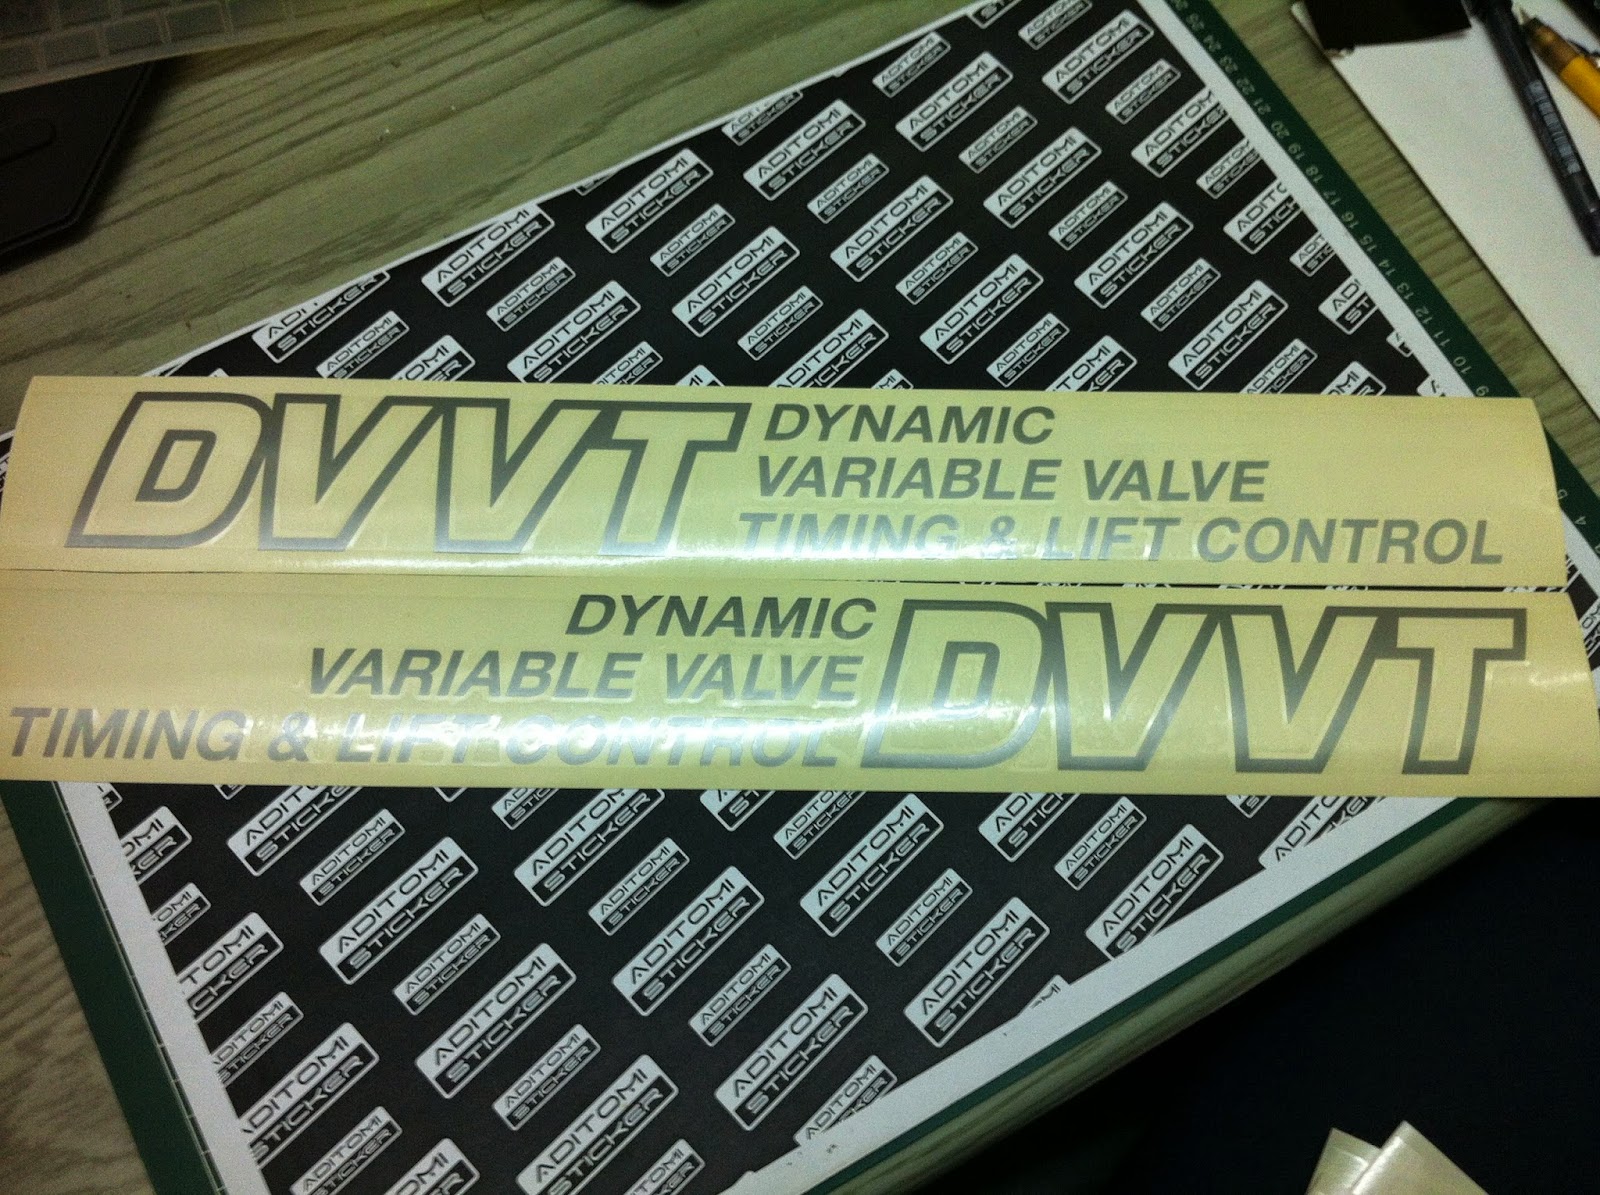 DVVT
DYNAMIC
VARIABLE VALVE
TIMING & LIFT CONTROL
DYNAMIC
VARIABLE VALVE
TIMING & LIFT CONTROL
DVVT
ADITOMI
STICKER